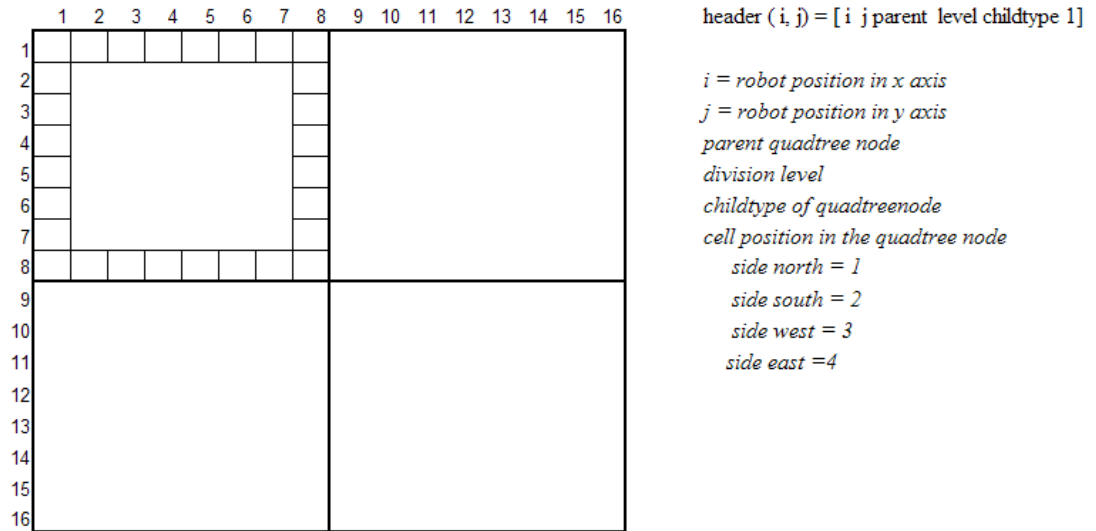 1 2 3 4 5 6 7 8 9 10 11 12 13 14 15 16
1
2
3
4
5
6
7
8
9
10
11
12
13
14
15
16
header ( i, j) = [ i j parent level childtype 1]
i = robot position in x axis
j = robot position in y axis
parent quadtree node
division level
childtype of quadtreenode
cell position in the quadtree node
side north = 1
side south = 2
side west = 3
side east =4